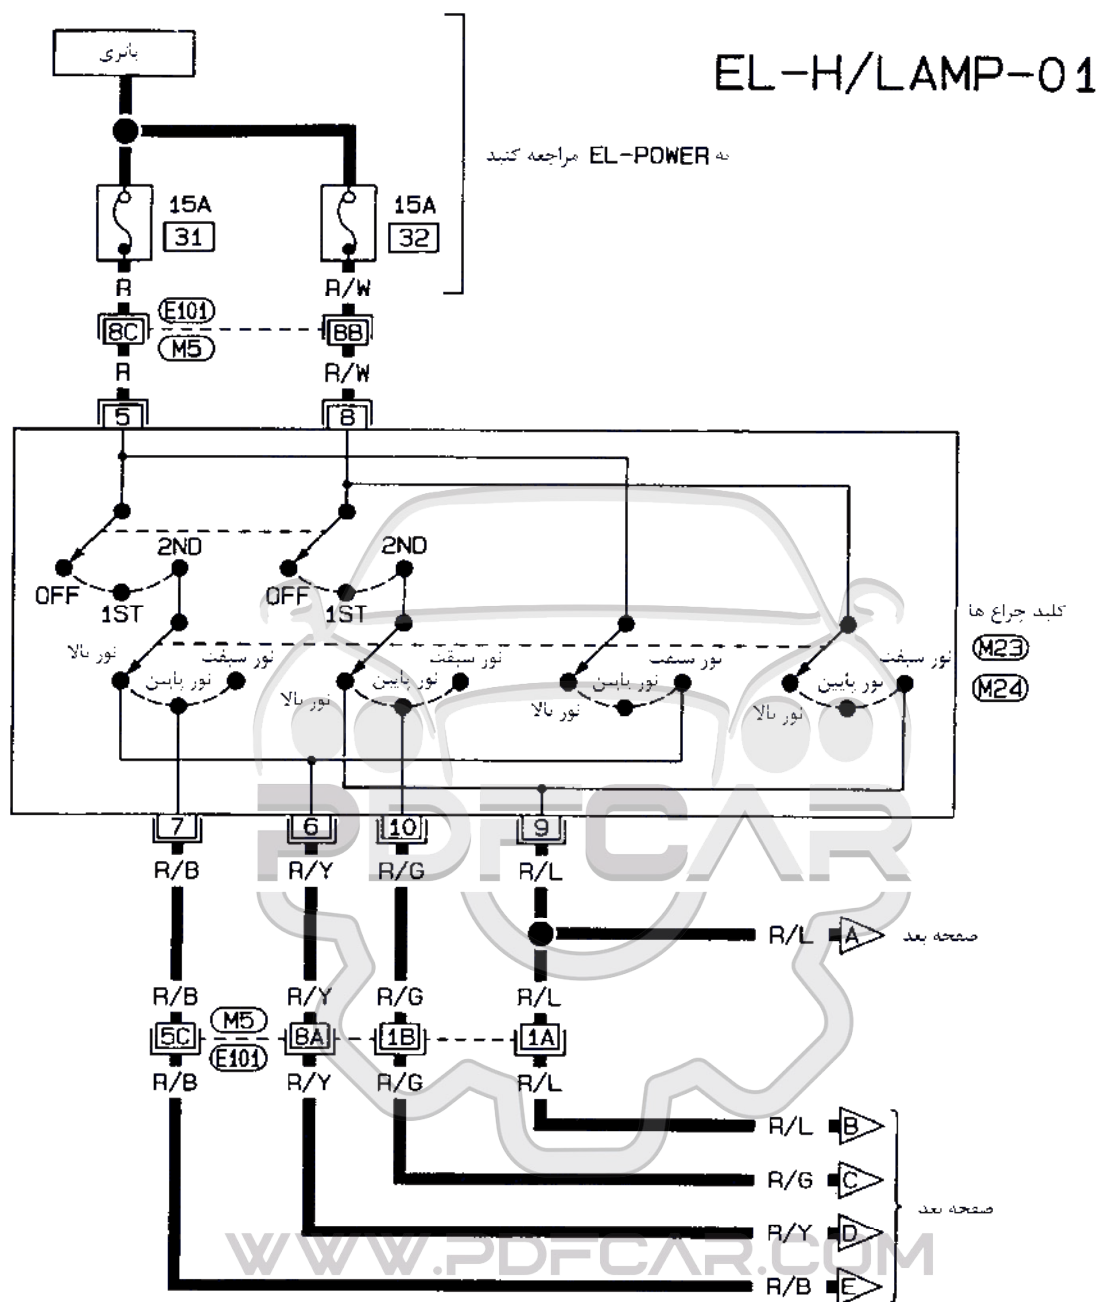 باتری
EL-H/LAMP-01
به EL-POWER مراجعه کنید
15A
31
15A
32
R
R/W
8C
E101
M5
8B
R
R/W
5
8
OFF
1ST
2ND
OFF
1ST
2ND
نور بالا
نور پایین
نور سبقت
نور بالا
نور پایین
نور سبقت
نور بالا
نور پایین
نور سبقت
نور بالا
نور پایین
نور سبقت
کلید چراغ ها
M23
M24
7
6
10
9
PDFCAR
R/B
R/Y
R/G
R/L
R/L
A
صفحه بعد
R/B
R/Y
R/G
R/L
5C
M5
E101
8A
1B
1A
R/B
R/Y
R/G
R/L
R/L
B
R/G
C
صفحه بعد
R/Y
D
WWW.PDFCAR.COM
R/B
E